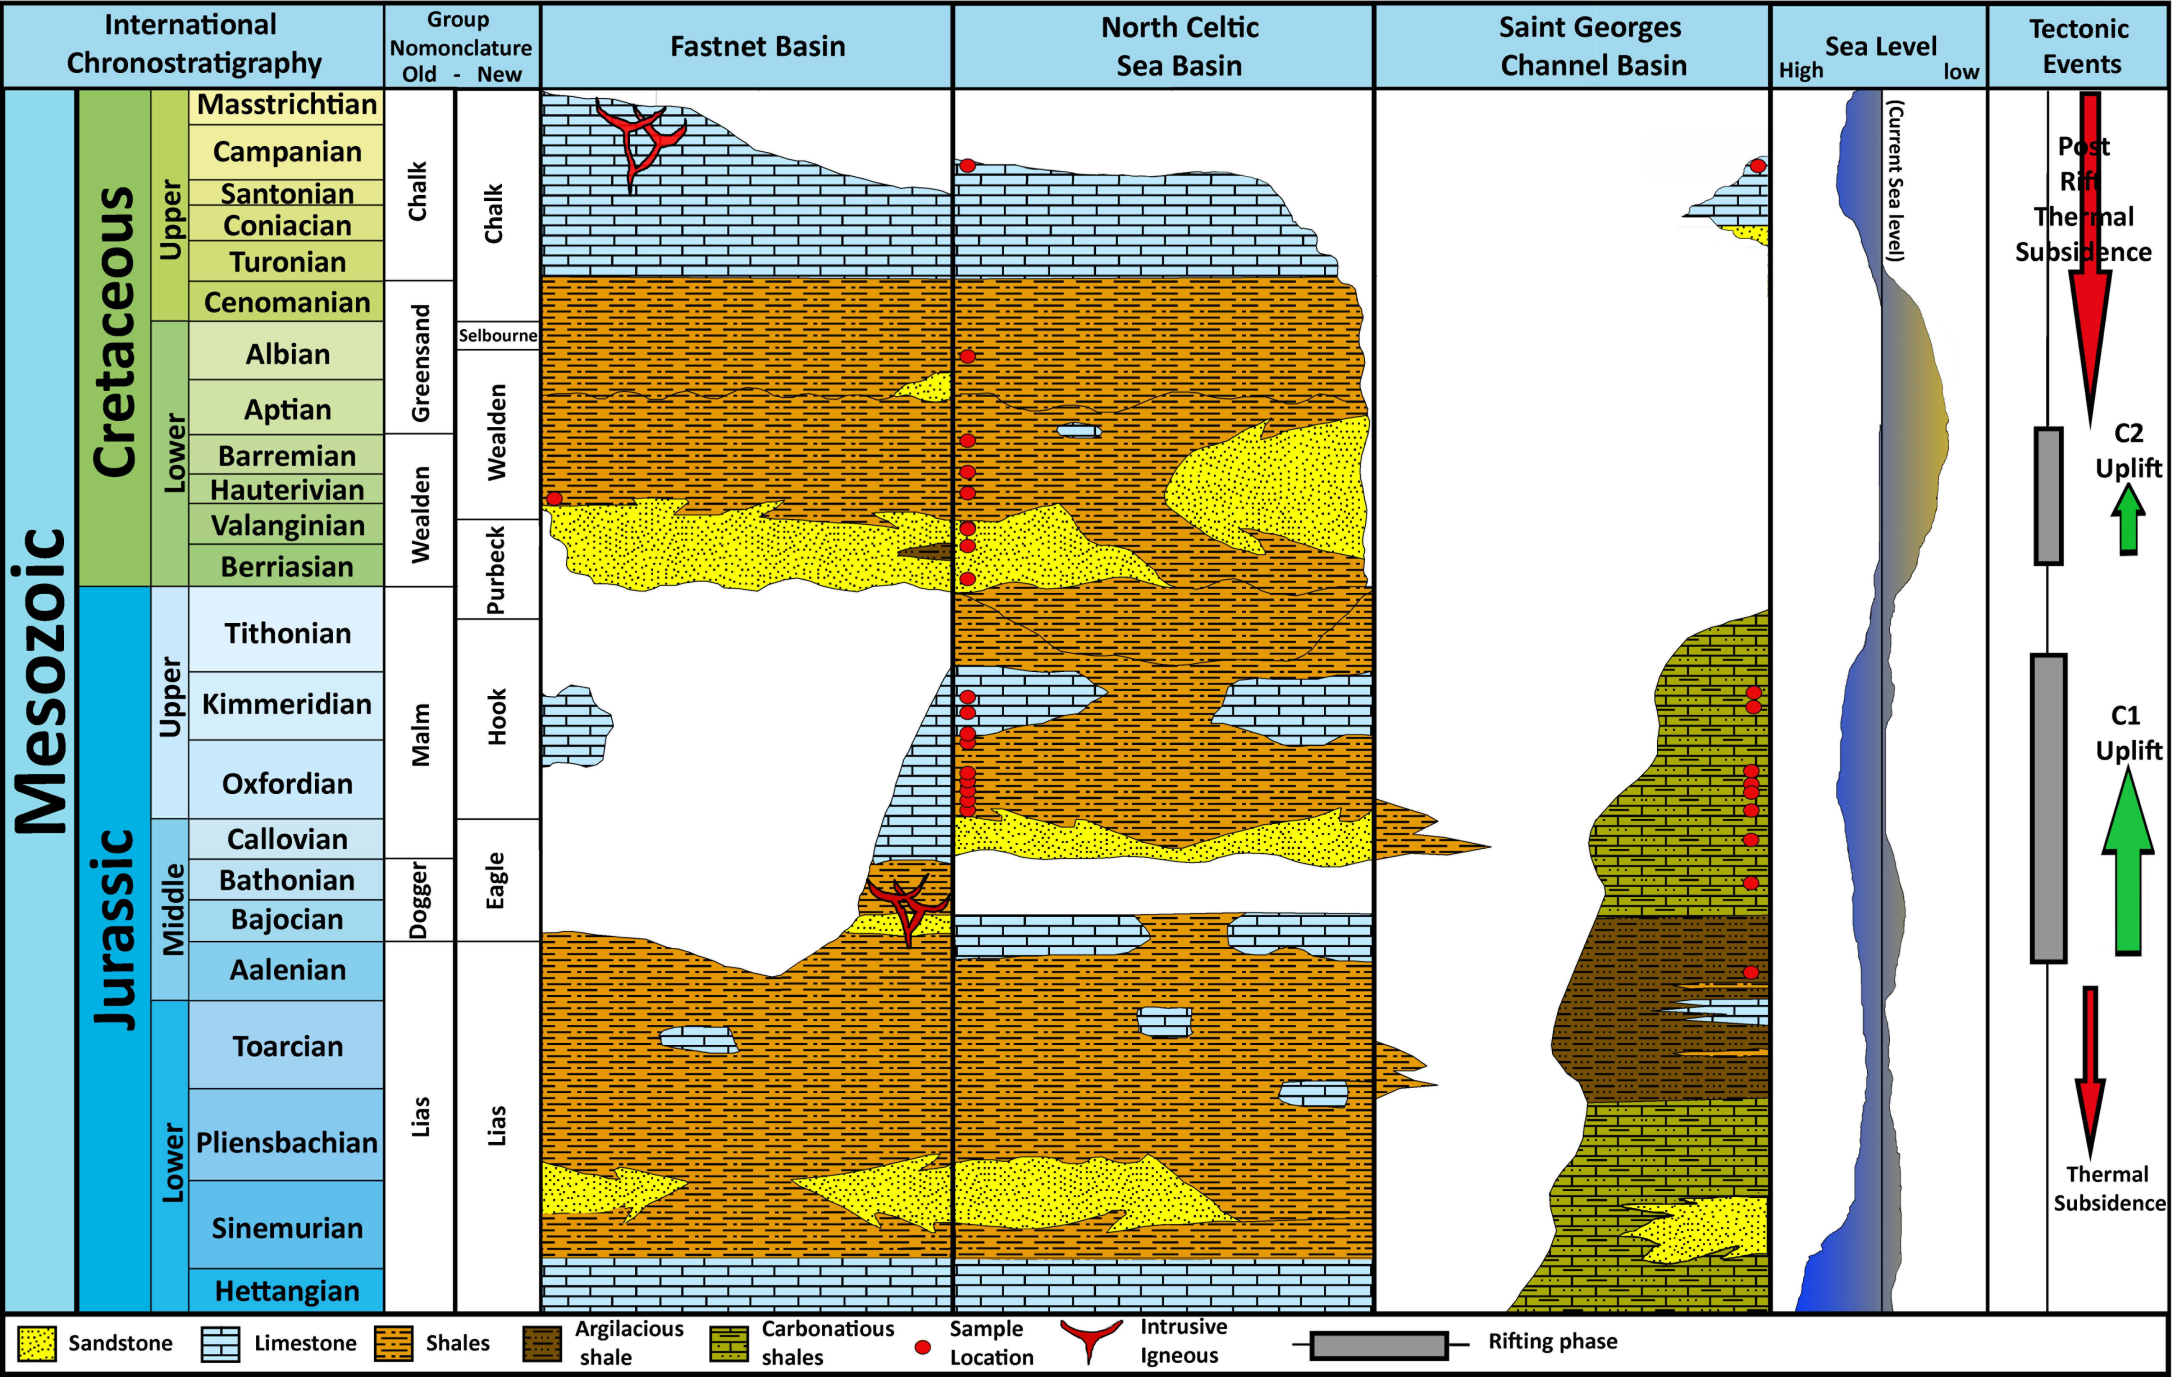 International
Chronostratigraphy
Group
Nomonclature
Old - New
Fastnet Basin
North Celtic
Sea Basin
Saint Georges
Channel Basin
Sea Level
High low
Tectonic
Events
Mesozoic
Cretaceous
Jurassic
Upper
Lower
Upper
Middle
Lower
Masstrichtian
Campanian
Santonian
Coniacian
Turonian
Cenomanian
Albian
Aptian
Barremian
Hauterivian
Valanginian
Berriasian
Tithonian
Kimmeridian
Oxfordian
Callovian
Bathonian
Bajocian
Aalenian
Toarcian
Pliensbachian
Sinemurian
Hettangian
Chalk
Greensand
Wealden
Malm
Dogger
Lias
Chalk
Selbourne
Wealden
Purbeck
Hook
Eagle
Lias
(Current Sea level)
Post
Rift
Thermal
Subsidence
C2
Uplift
C1
Uplift
Thermal
Subsidence
Sandstone
Limestone
Shales
Argilacious
shale
Carbonatious
shales
Sample
Location
Intrusive
Igneous
Rifting phase